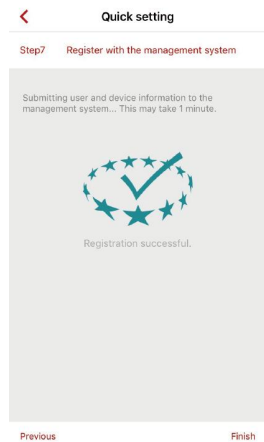 Quick setting
Step7 Register with the management system
Submitting user and device information to the
management system... This may take 1 minute.
Registration successful.
Previous Finish